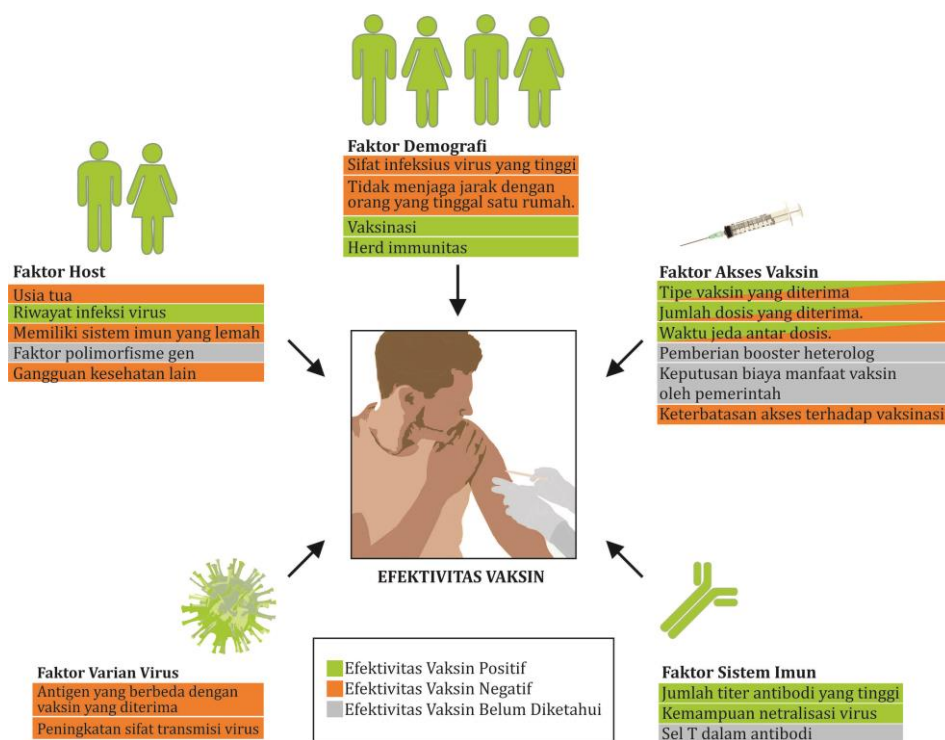 Faktor Demografi
Sifat infeksius virus yang tinggi
Tidak menjaga jarak dengan
orang yang tinggal satu rumah.
Vaksinasi
Herd immunitas
Faktor Host
Usia tua
Riwayat infeksi virus
Memiliki sistem imun yang lemah
Faktor polimorfisme gen
Gangguan kesehatan lain
Faktor Akses Vaksin
Tipe vaksin yang diterima
Jumlah dosis yang diterima.
Waktu jeda antar dosis.
Pemberian booster heterolog
Keputusan biaya manfaat vaksin
oleh pemerintah
Keterbatasan akses terhadap vaksinasi
EFEKTIVITAS VAKSIN
Faktor Varian Virus
Antigen yang berbeda dengan
vaksin yang diterima
Peningkatan sifat transmisi virus
Efektivitas Vaksin Positif
Efektivitas Vaksin Negatif
Efektivitas Vaksin Belum Diketahui
Faktor Sistem Imun
Jumlah titer antibodi yang tinggi
Kemampuan netralisasi virus
Sel T dalam antibodi